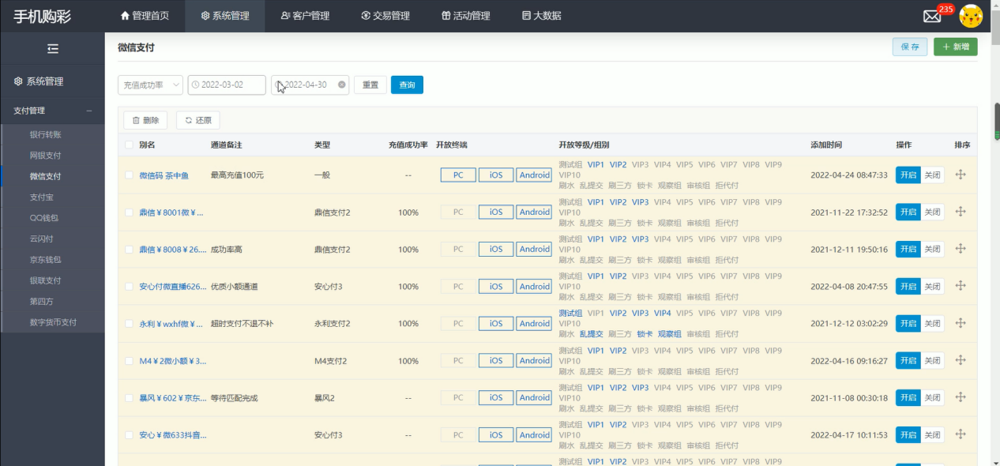 手机购彩
管理首页
系统管理
客户管理
交易管理
活动管理
大数据
235
系统管理
支付管理
银行转账
网银支付
微信支付
支付宝
QQ钱包
云闪付
京东钱包
银联支付
第四方
数字货币支付
微信支付
保存
+ 新增
充值成功率
2022-03-02
2022-04-30
重置
查询
删除
还原
别名 通道备注 类型 充值成功率 开放终端 开放等级/组别 添加时间 操作 排序
测试组 VIP1 VIP2 VIP3 VIP4 VIP5 VIP6 VIP7 VIP8 VIP9
微信码 茶中鱼 最高充值100元 一般 -- PC iOS Android VIP10 2022-04-24 08:47:33 开启 关闭
刷水 乱提交 刷三方 锁卡 观察组 审核组 拒代付
测试组 VIP1 VIP2 VIP3 VIP4 VIP5 VIP6 VIP7 VIP8 VIP9
鼎信¥8001微¥... 鼎信支付2 100% PC iOS Android VIP10 2021-11-22 17:32:52 开启 关闭
刷水 乱提交 刷三方 锁卡 观察组 审核组 拒代付
测试组 VIP1 VIP2 VIP3 VIP4 VIP5 VIP6 VIP7 VIP8 VIP9
鼎信¥8008¥26.... 成功率高 鼎信支付2 100% PC iOS Android VIP10 2021-12-11 19:50:16 开启 关闭
刷水 乱提交 刷三方 锁卡 观察组 审核组 拒代付
测试组 VIP1 VIP2 VIP3 VIP4 VIP5 VIP6 VIP7 VIP8 VIP9
安心付微直播626... 优质小额通道 安心付3 100% PC iOS Android VIP10 2022-04-08 20:47:55 开启 关闭
刷水 乱提交 刷三方 锁卡 观察组 审核组 拒代付
测试组 VIP1 VIP2 VIP3 VIP4 VIP5 VIP6 VIP7 VIP8 VIP9
永利¥wxhf微¥... 超时支付不退不补 永利支付2 100% PC iOS Android VIP10 2021-12-12 03:02:29 开启 关闭
刷水 乱提交 刷三方 锁卡 观察组 审核组 拒代付
测试组 VIP1 VIP2 VIP3 VIP4 VIP5 VIP6 VIP7 VIP8 VIP9
M4¥2微小额¥3... M4支付2 100% PC iOS Android VIP10 2022-04-16 09:16:27 开启 关闭
刷水 乱提交 刷三方 锁卡 观察组 审核组 拒代付
测试组 VIP1 VIP2 VIP3 VIP4 VIP5 VIP6 VIP7 VIP8 VIP9
暴风¥602¥京东... 等待匹配完成 暴风2 -- PC iOS Android VIP10 2021-11-08 00:30:18 开启 关闭
刷水 乱提交 刷三方 锁卡 观察组 审核组 拒代付
测试组 VIP1 VIP2 VIP3 VIP4 VIP5 VIP6 VIP7 VIP8 VIP9
安心¥微633抖音... 安心付3 -- PC iOS Android VIP10 2022-04-17 10:11:53 开启 关闭
刷水 乱提交 刷三方 锁卡 观察组 审核组 拒代付
测试组 VIP1 VIP2 VIP3 VIP4 VIP5 VIP6 VIP7 VIP8 VIP9